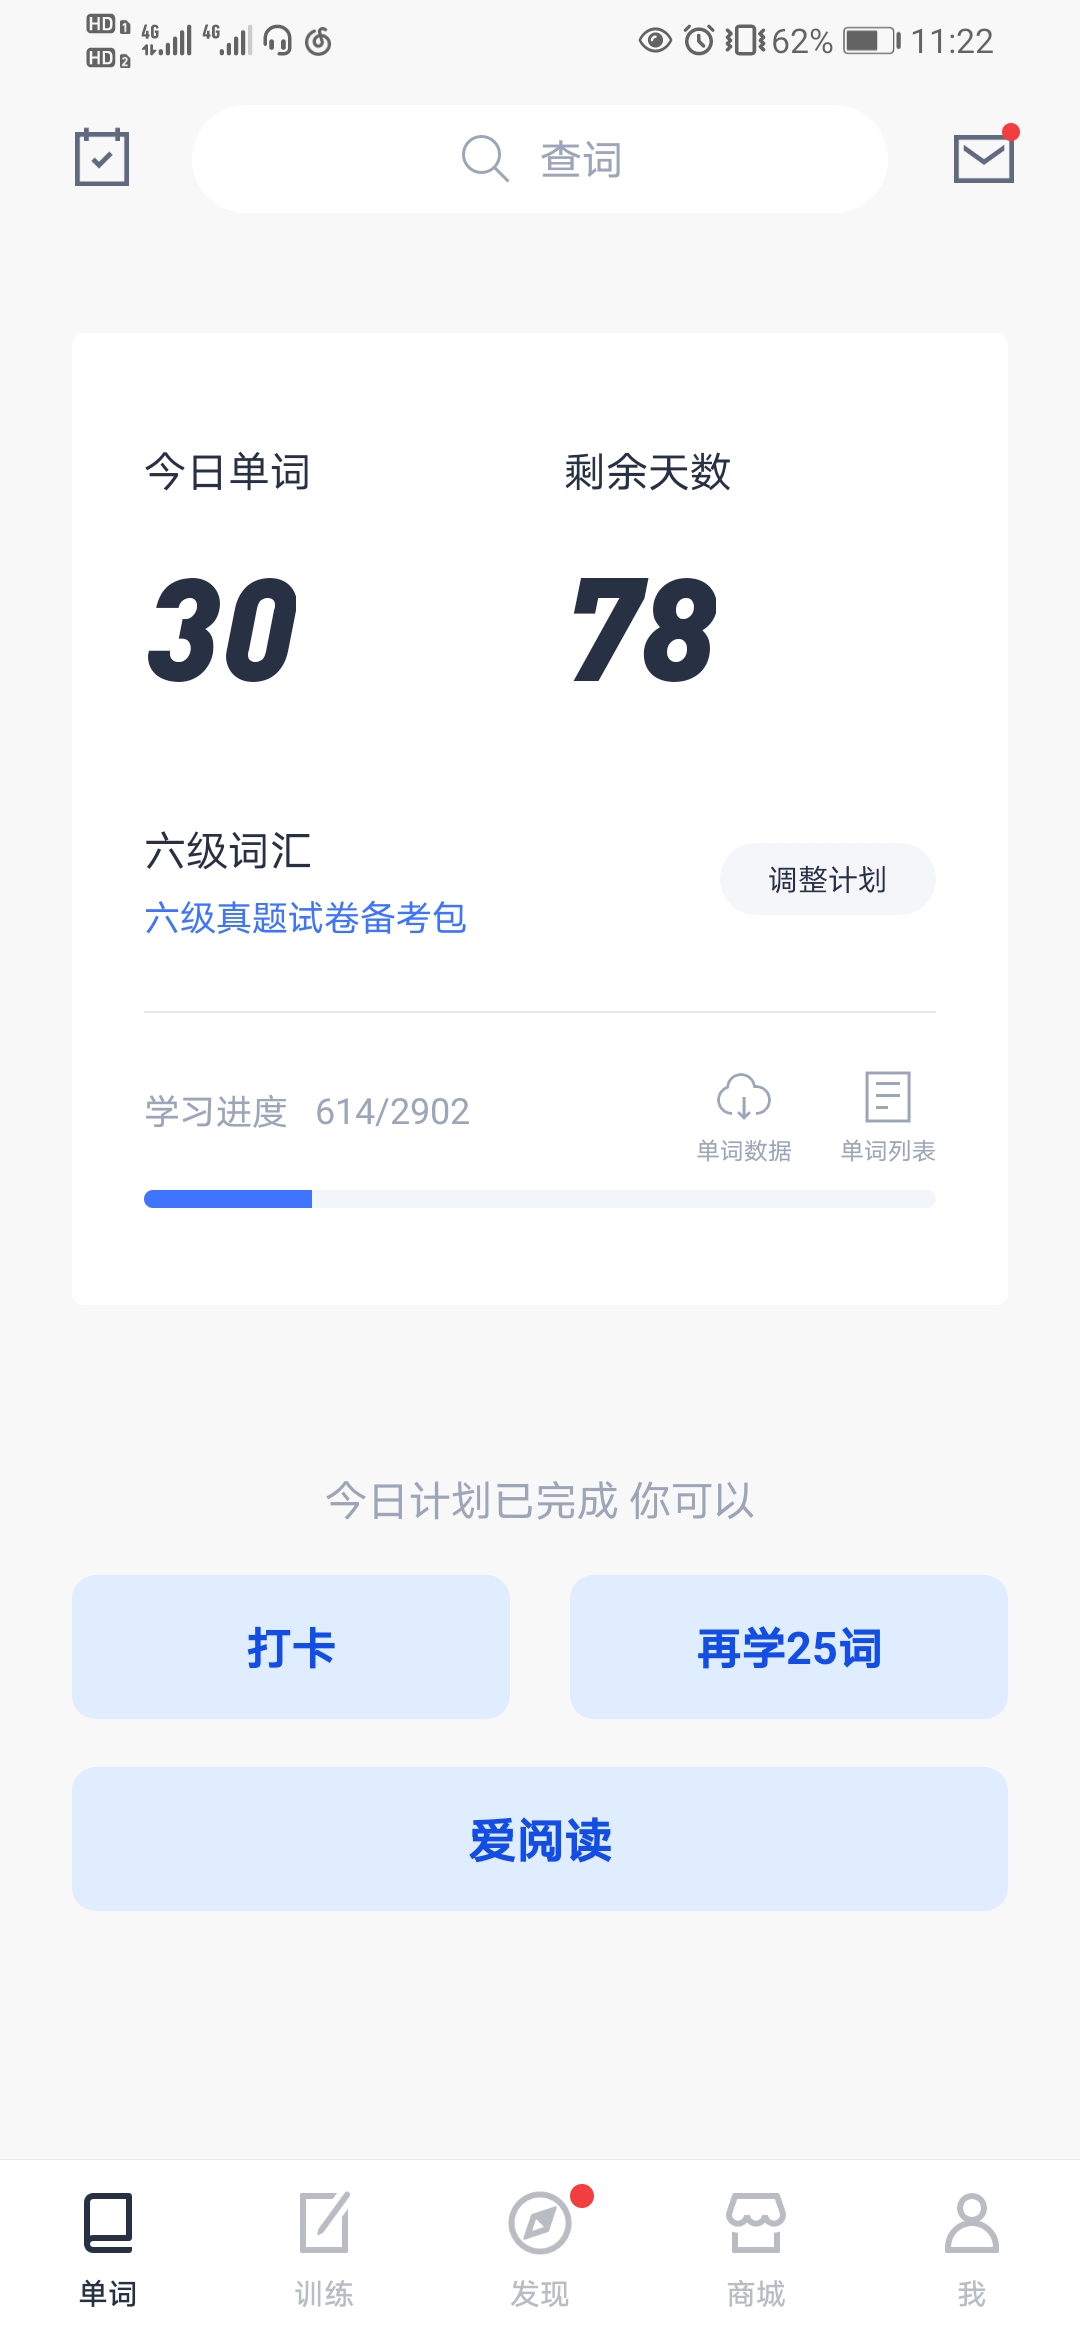 HD 1 4G 4G 62% 11:22
HD 2
查词
今日单词 剩余天数
30 78
六级词汇
调整计划
六级真题试卷备考包
学习进度 614/2902
单词数据 单词列表
今日计划已完成 你可以
打卡 再学25词
爱阅读
单词 训练 发现 商城 我